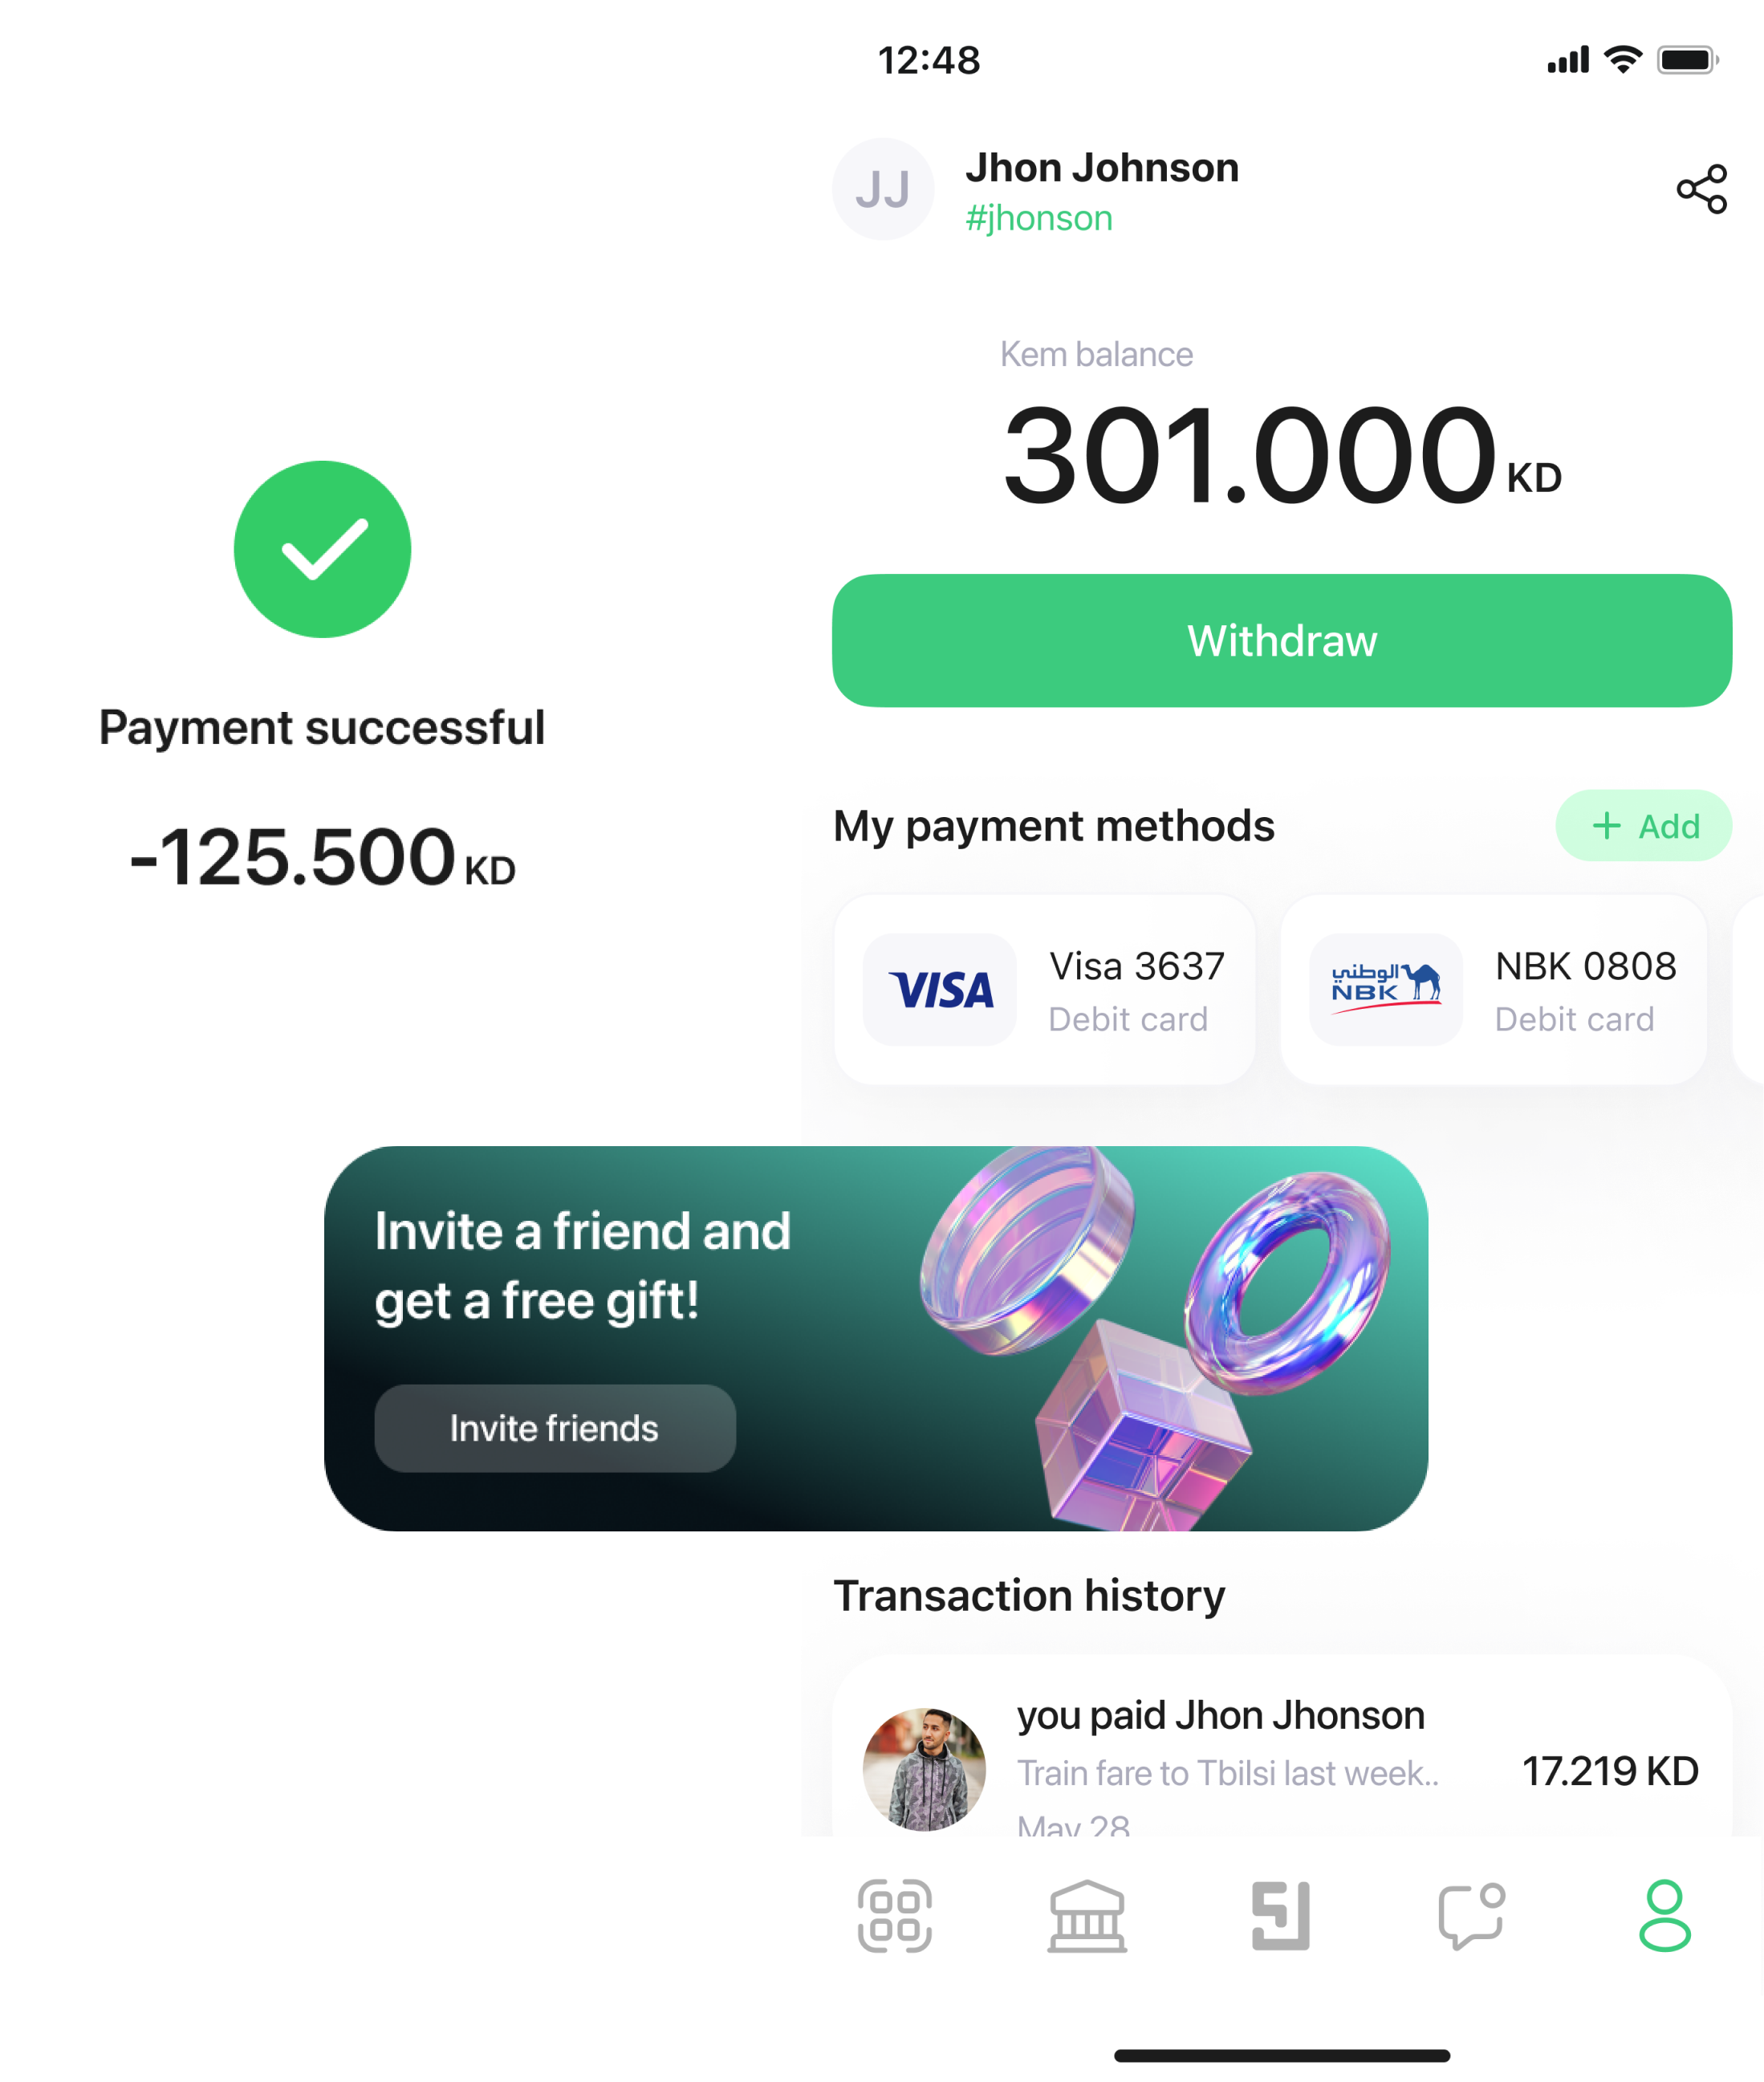 12:48
JJ
Jhon Johnson
#jhonson
Kem balance
301.000 KD
Withdraw
Payment successful
-125.500 KD
My payment methods
+ Add
VISA
Visa 3637
Debit card
الوطني
NBK
NBK 0808
Debit card
Invite a friend and
get a free gift!
Invite friends
Transaction history
you paid Jhon Jhonson
Train fare to Tbilsi last week..
17.219 KD
May 28